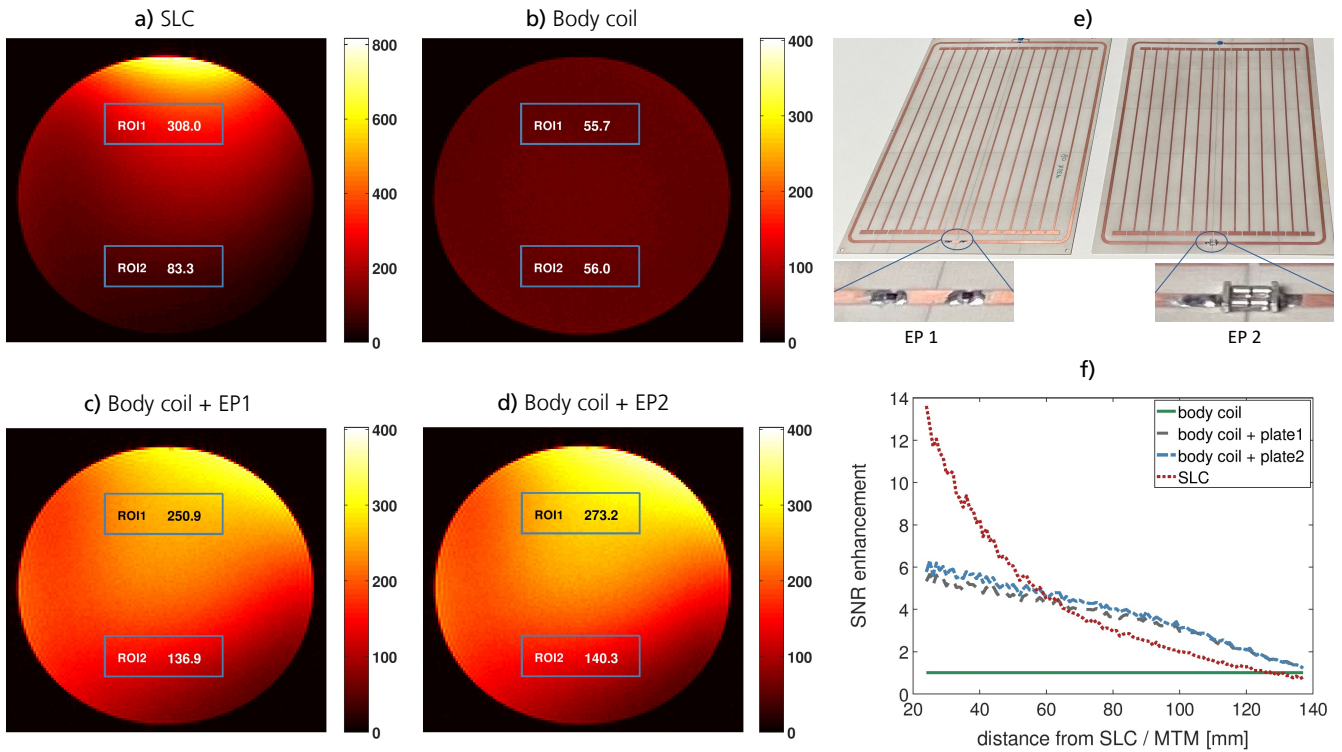 a) SLC
ROI1 308.0
ROI2 83.3
800
600
400
200
0
b) Body coil
ROI1 55.7
ROI2 56.0
400
300
200
100
0
e)
EP 1
EP 2
c) Body coil + EP1
ROI1 250.9
ROI2 136.9
400
300
200
100
0
d) Body coil + EP2
ROI1 273.2
ROI2 140.3
400
300
200
100
0
f)
SNR enhancement
14
12
10
8
6
4
2
0
body coil
body coil + plate1
body coil + plate2
SLC
20 40 60 80 100 120 140
distance from SLC / MTM [mm]